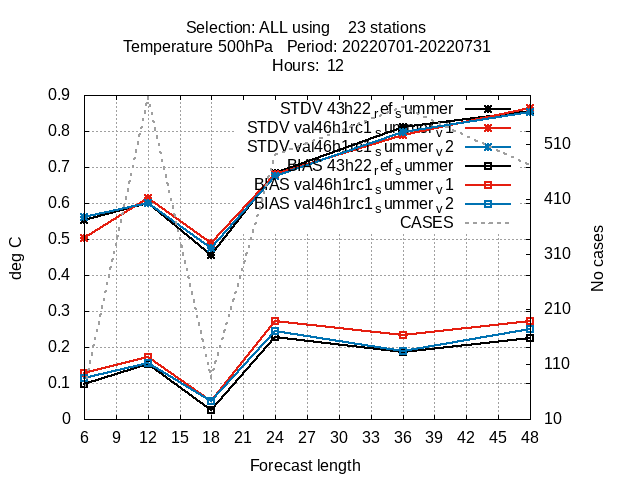 Selection: ALL using 23 stations
Temperature 500hPa Period: 20220701-20220731
Hours: 12
STDV 43h22_ref_summer
STDV val46h1rc1_summer_v1
STDV val46h1rc1_summer_v2
BIAS 43h22_ref_summer
BIAS val46h1rc1_summer_v1
BIAS val46h1rc1_summer_v2
CASES
deg C
0.9
0.8
0.7
0.6
0.5
0.4
0.3
0.2
0.1
0
No cases
510
410
310
210
110
10
6 9 12 15 18 21 24 27 30 33 36 39 42 45 48
Forecast length